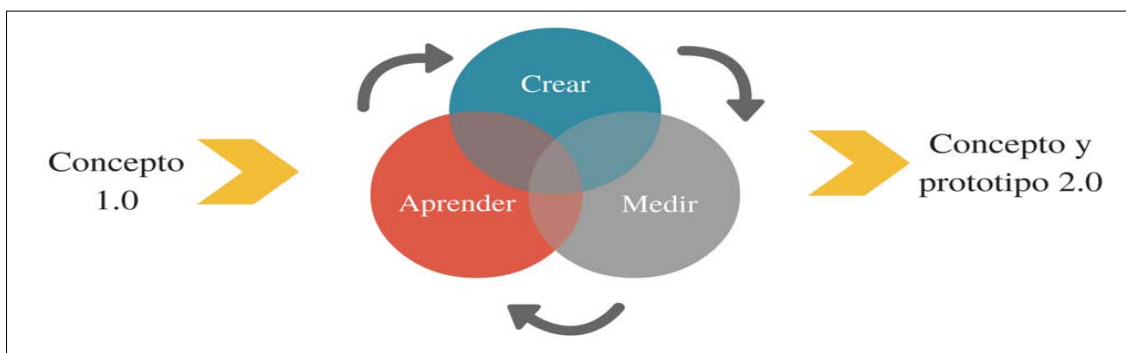 Concepto
1.0
Crear
Aprender
Medir
Concepto y
prototipo 2.0